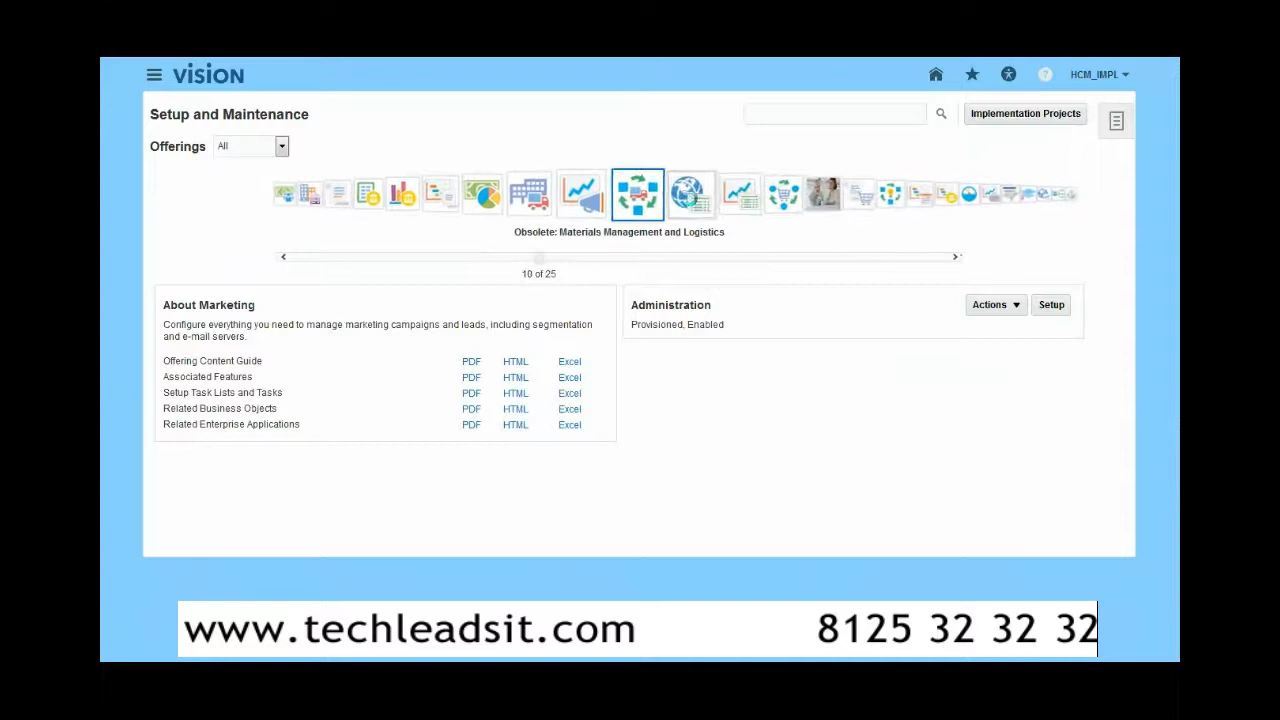 VISION
HCM_IMPL
Setup and Maintenance
Implementation Projects
Offerings All
Obsolete: Materials Management and Logistics
10 of 25
About Marketing
Configure everything you need to manage marketing campaigns and leads, including segmentation
and e-mail servers.
Offering Content Guide PDF HTML Excel
Associated Features PDF HTML Excel
Setup Task Lists and Tasks PDF HTML Excel
Related Business Objects PDF HTML Excel
Related Enterprise Applications PDF HTML Excel
Administration Actions Setup
Provisioned, Enabled
www.techleadsit.com 8125 32 32 32